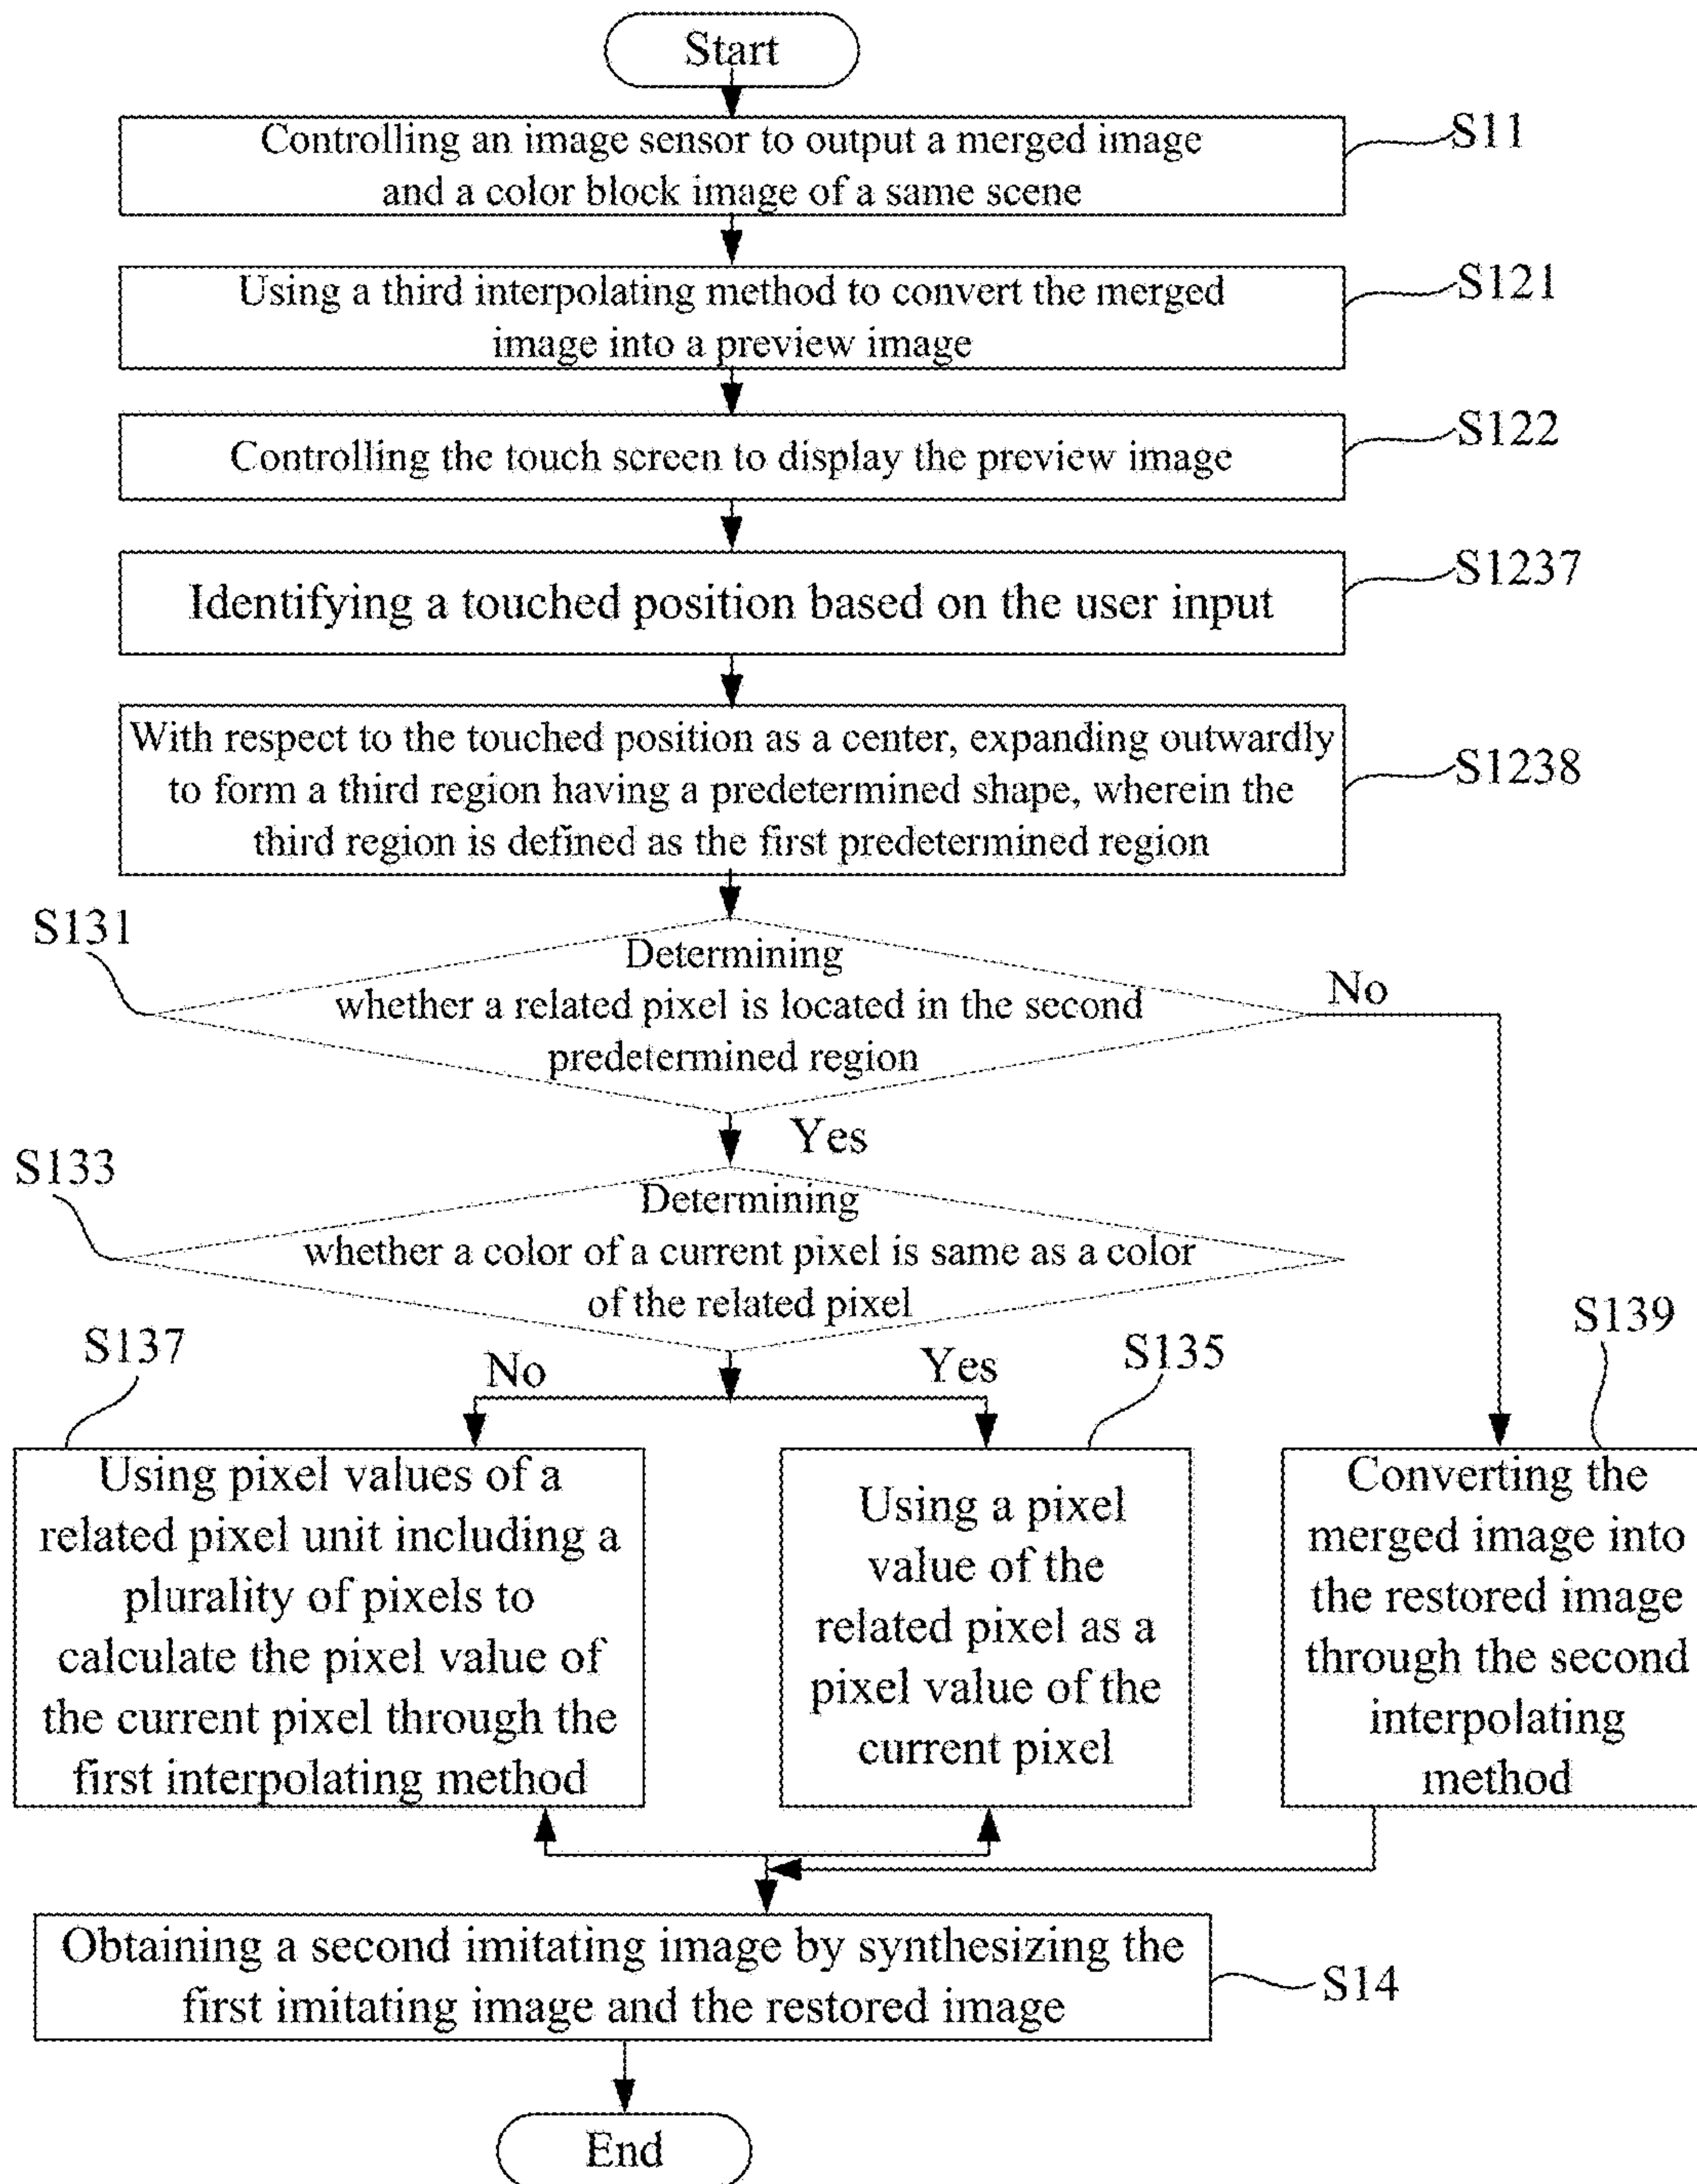 Start
Controlling an image sensor to output a merged image
and a color block image of a same scene
S11
Using a third interpolating method to convert the merged
image into a preview image
S121
Controlling the touch screen to display the preview image
S122
Identifying a touched position based on the user input
S1237
With respect to the touched position as a center, expanding outwardly
to form a third region having a predetermined shape, wherein the
third region is defined as the first predetermined region
S1238
S131
Determining
whether a related pixel is located in the second
predetermined region
No
Yes
S133
Determining
whether a color of a current pixel is same as a color
of the related pixel
S137
No
Yes
S135
S139
Using pixel values of a
related pixel unit including a
plurality of pixels to
calculate the pixel value of
the current pixel through the
first interpolating method
Using a pixel
value of the
related pixel as a
pixel value of the
current pixel
Converting the
merged image into
the restored image
through the second
interpolating
method
Obtaining a second imitating image by synthesizing the
first imitating image and the restored image
S14
End